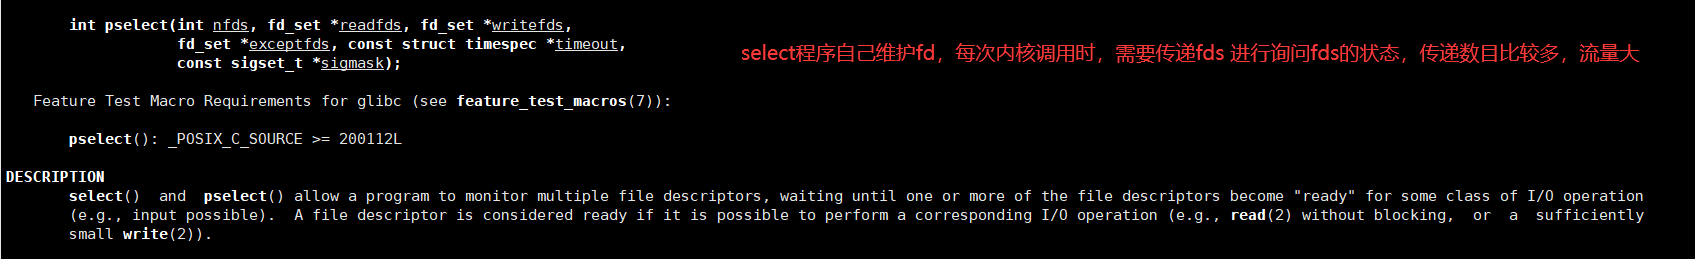 int pselect(int nfds, fd_set *readfds, fd_set *writefds,
fd_set *exceptfds, const struct timespec *timeout,
const sigset_t *sigmask);
select程序自己维护fd，每次内核调用时，需要传递fds 进行询问fds的状态，传递数目比较多，流量大
Feature Test Macro Requirements for glibc (see feature_test_macros(7)):
pselect(): _POSIX_C_SOURCE >= 200112L
DESCRIPTION
select() and pselect() allow a program to monitor multiple file descriptors, waiting until one or more of the file descriptors become "ready" for some class of I/O operation
(e.g., input possible). A file descriptor is considered ready if it is possible to perform a corresponding I/O operation (e.g., read(2) without blocking, or a sufficiently
small write(2)).